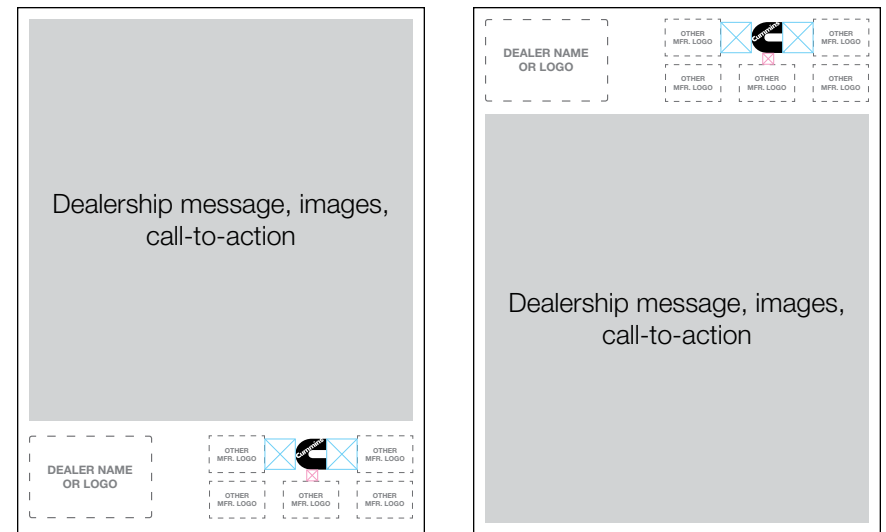 Dealership message, images,
call-to-action
DEALER NAME
OR LOGO
OTHER
MFR. LOGO
Cummins
OTHER
MFR. LOGO
OTHER
MFR. LOGO
OTHER
MFR. LOGO
OTHER
MFR. LOGO
DEALER NAME
OR LOGO
OTHER
MFR. LOGO
Cummins
OTHER
MFR. LOGO
OTHER
MFR. LOGO
OTHER
MFR. LOGO
OTHER
MFR. LOGO
Dealership message, images,
call-to-action